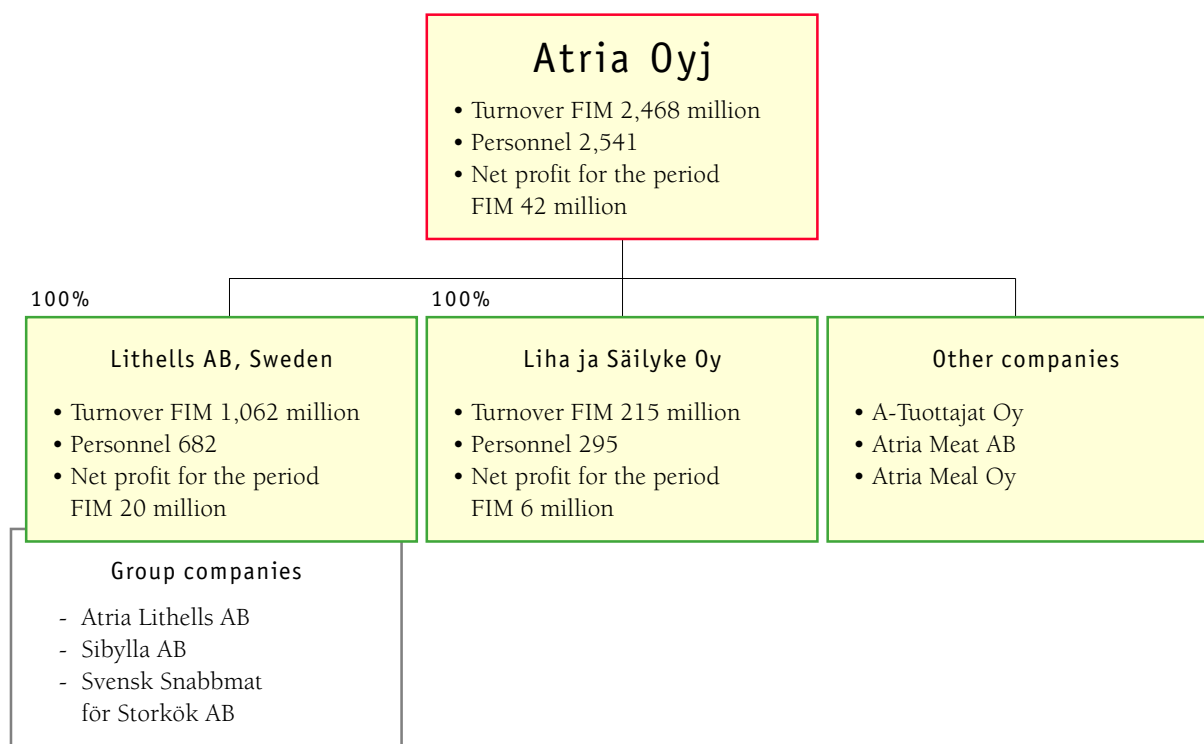 Atria Oyj
• Turnover FIM 2,468 million
• Personnel 2,541
• Net profit for the period
FIM 42 million
100%
Lithells AB, Sweden
• Turnover FIM 1,062 million
• Personnel 682
• Net profit for the period
FIM 20 million
Group companies
- Atria Lithells AB
- Sibylla AB
- Svensk Snabbmat
för Storkök AB
100%
Liha ja Säilyke Oy
• Turnover FIM 215 million
• Personnel 295
• Net profit for the period
FIM 6 million
Other companies
• A-Tuottajat Oy
• Atria Meat AB
• Atria Meal Oy